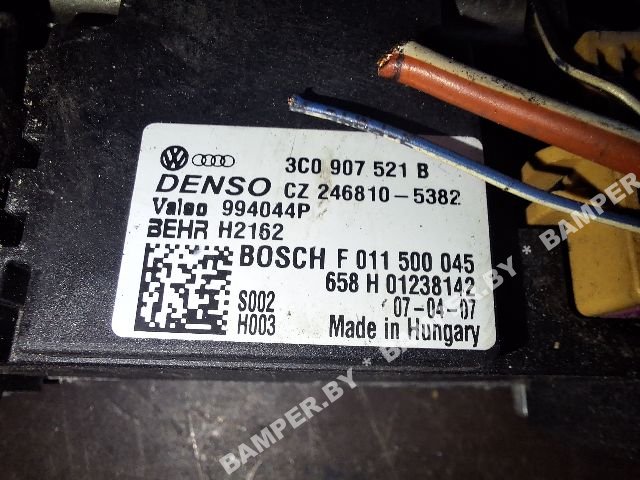 3C0 907 521 B
DENSO CZ 246810-5382
Valeo 994044P
BEHR H2162
BOSCH F 011 500 045
658 H 01238142
S002 07-04-07
H003 Made in Hungary
BAMPER.BY * BAMPER.BY * BAMPER.BY